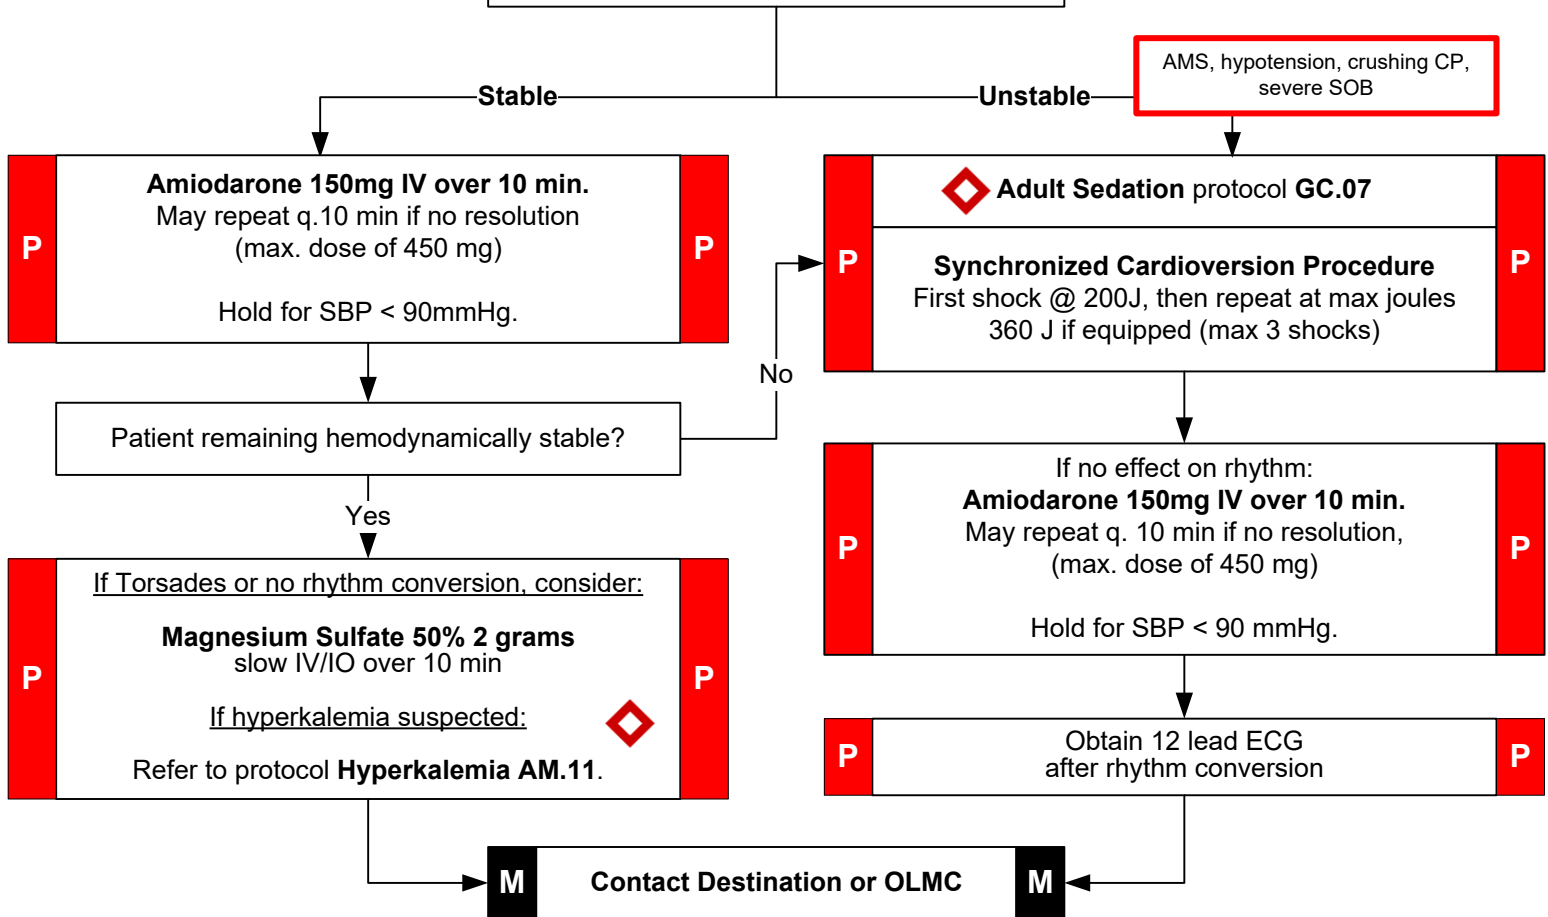 AMS, hypotension, crushing CP,
severe SOB
Stable
Unstable
P
Amiodarone 150mg IV over 10 min.
May repeat q.10 min if no resolution
(max. dose of 450 mg)
Hold for SBP < 90mmHg.
P
P
Adult Sedation protocol GC.07
Synchronized Cardioversion Procedure
First shock @ 200J, then repeat at max joules
360 J if equipped (max 3 shocks)
P
Patient remaining hemodynamically stable?
No
Yes
P
If no effect on rhythm:
Amiodarone 150mg IV over 10 min.
May repeat q. 10 min if no resolution,
(max. dose of 450 mg)
Hold for SBP < 90 mmHg.
P
P
If Torsades or no rhythm conversion, consider:
Magnesium Sulfate 50% 2 grams
slow IV/IO over 10 min
If hyperkalemia suspected:
Refer to protocol Hyperkalemia AM.11.
P
P
Obtain 12 lead ECG
after rhythm conversion
P
M
Contact Destination or OLMC
M